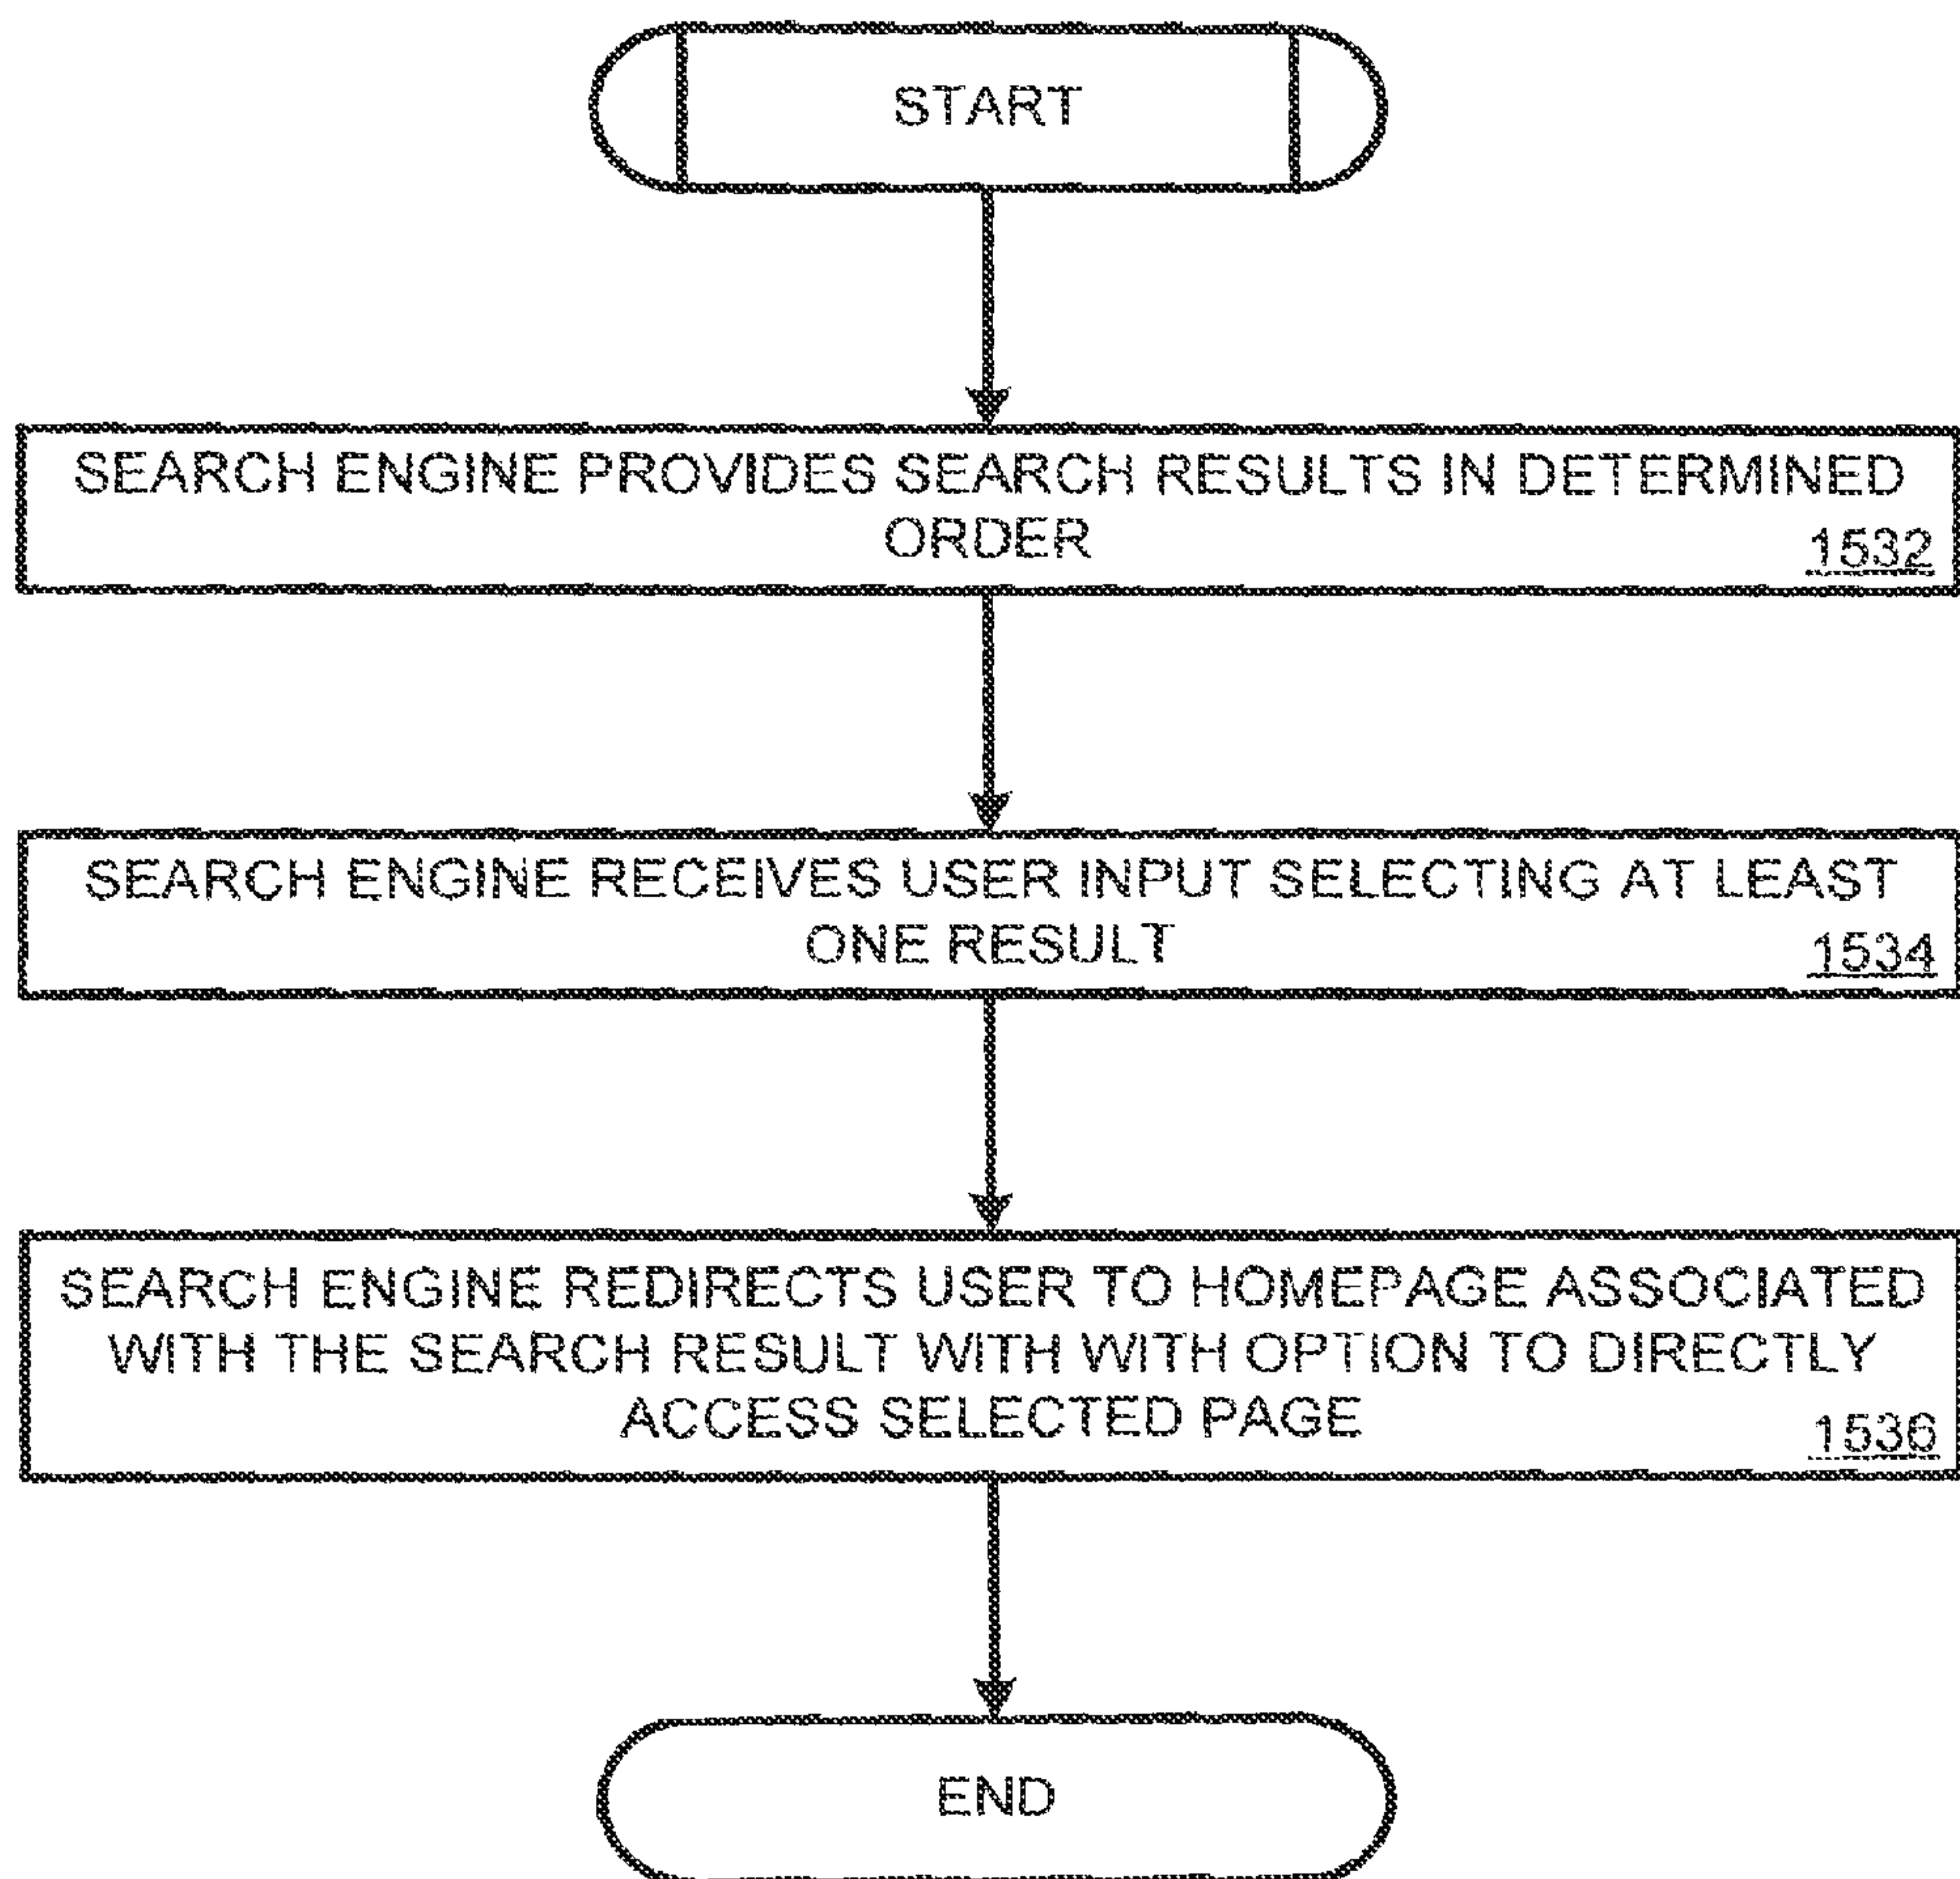 START
SEARCH ENGINE PROVIDES SEARCH RESULTS IN DETERMINED
ORDER
1532
SEARCH ENGINE RECEIVES USER INPUT SELECTING AT LEAST
ONE RESULT
1534
SEARCH ENGINE REDIRECTS USER TO HOMEPAGE ASSOCIATED
WITH THE SEARCH RESULT WITH WITH OPTION TO DIRECTLY
ACCESS SELECTED PAGE
1536
END